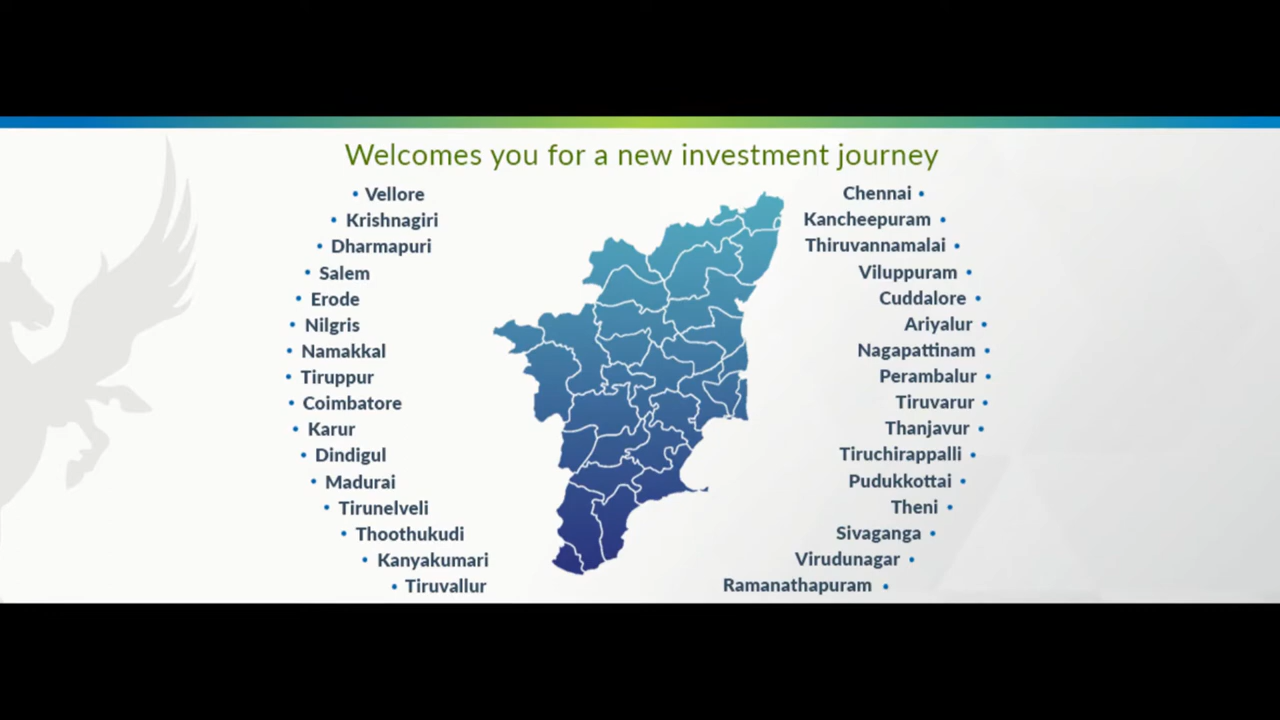 Welcomes you for a new investment journey
• Vellore
• Krishnagiri
• Dharmapuri
• Salem
• Erode
• Nilgris
• Namakkal
• Tiruppur
• Coimbatore
• Karur
• Dindigul
• Madurai
• Tirunelveli
• Thoothukudi
• Kanyakumari
• Tiruvallur
Chennai •
Kancheepuram •
Thiruvannamalai •
Viluppuram •
Cuddalore •
Ariyalur •
Nagapattinam •
Perambalur •
Tiruvarur •
Thanjavur •
Tiruchirappalli •
Pudukkottai •
Theni •
Sivaganga •
Virudunagar •
Ramanathapuram •